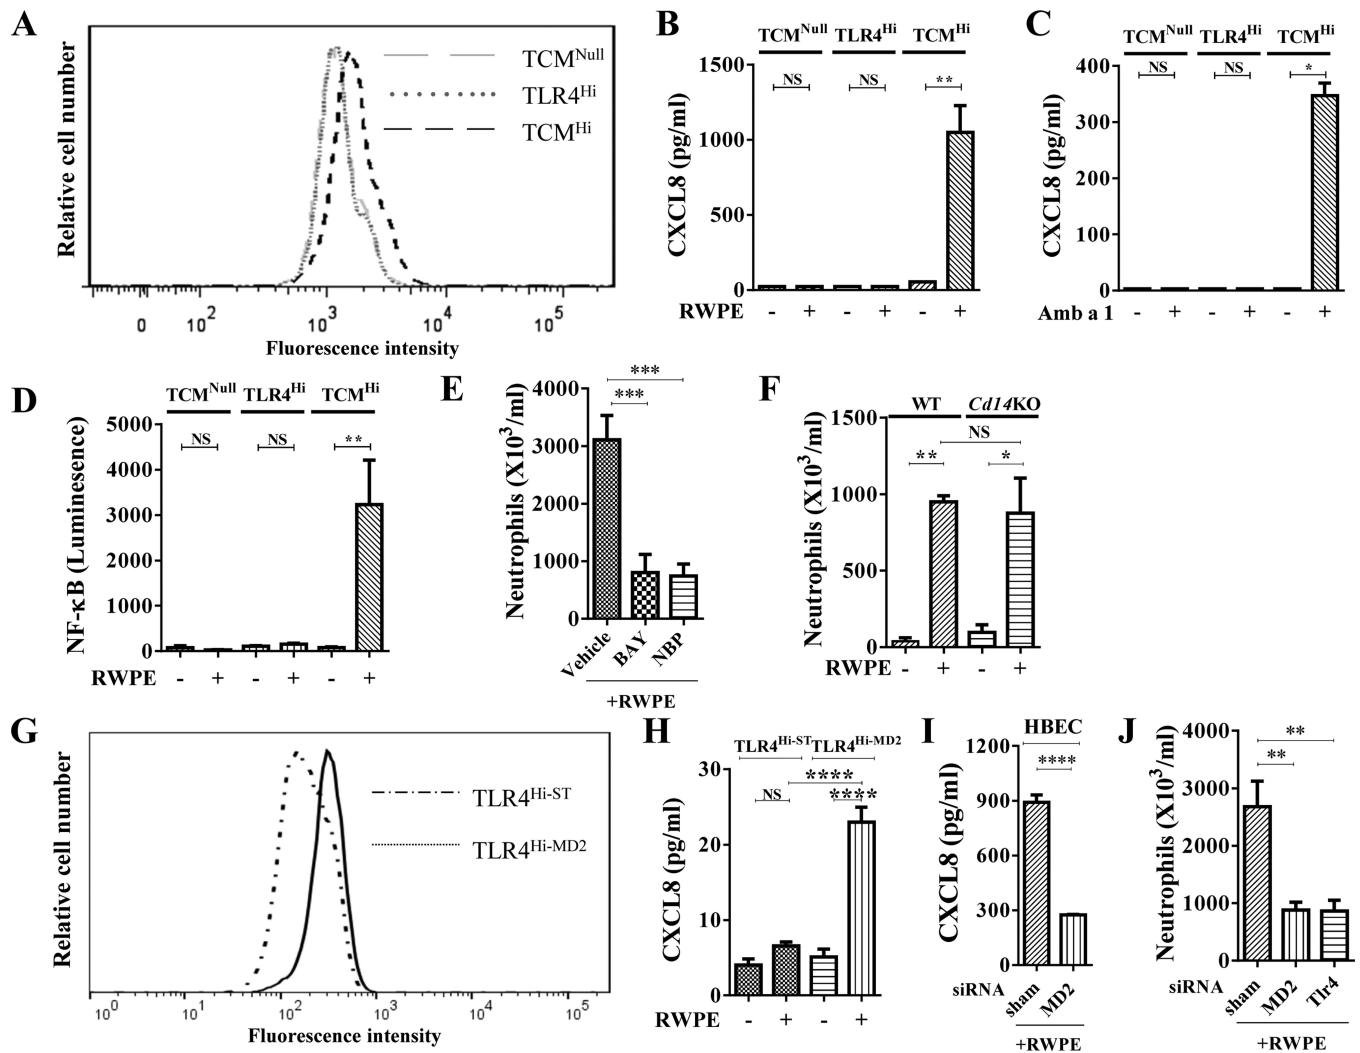 A
Relative cell number
TCM^Null
TLR4^Hi
TCM^Hi
0 10^2 10^3 10^4 10^5
Fluorescence intensity
B
TCM^Null TLR4^Hi TCM^Hi
NS NS **
CXCL8 (pg/ml)
1500
1000
500
0
RWPE - + - + - +
C
TCM^Null TLR4^Hi TCM^Hi
NS NS *
CXCL8 (pg/ml)
400
300
200
100
0
Amb a 1 - + - + - +
D
TCM^Null TLR4^Hi TCM^Hi
NS NS **
NF-κB (Luminesence)
5000
4000
3000
2000
1000
0
RWPE - + - + - +
E
***
***
Neutrophils (X10^3/ml)
4000
3000
2000
1000
0
Vehicle BAY NBP
+RWPE
F
WT Cd14KO
NS
** *
Neutrophils (X10^3/ml)
1500
1000
500
0
- + - +
G
Relative cell number
TLR4^Hi-ST
TLR4^Hi-MD2
10^0 10^1 10^2 10^3 10^4 10^5
Fluorescence intensity
H
TLR4^Hi-ST TLR4^Hi-MD2
****
NS ****
CXCL8 (pg/ml)
30
20
10
0
RWPE - + - +
I
HBEC
****
CXCL8 (pg/ml)
1200
900
600
300
0
siRNA sham MD2
+RWPE
J
**
**
Neutrophils (X10^3/ml)
4000
3000
2000
1000
0
siRNA sham MD2 Tlr4
+RWPE